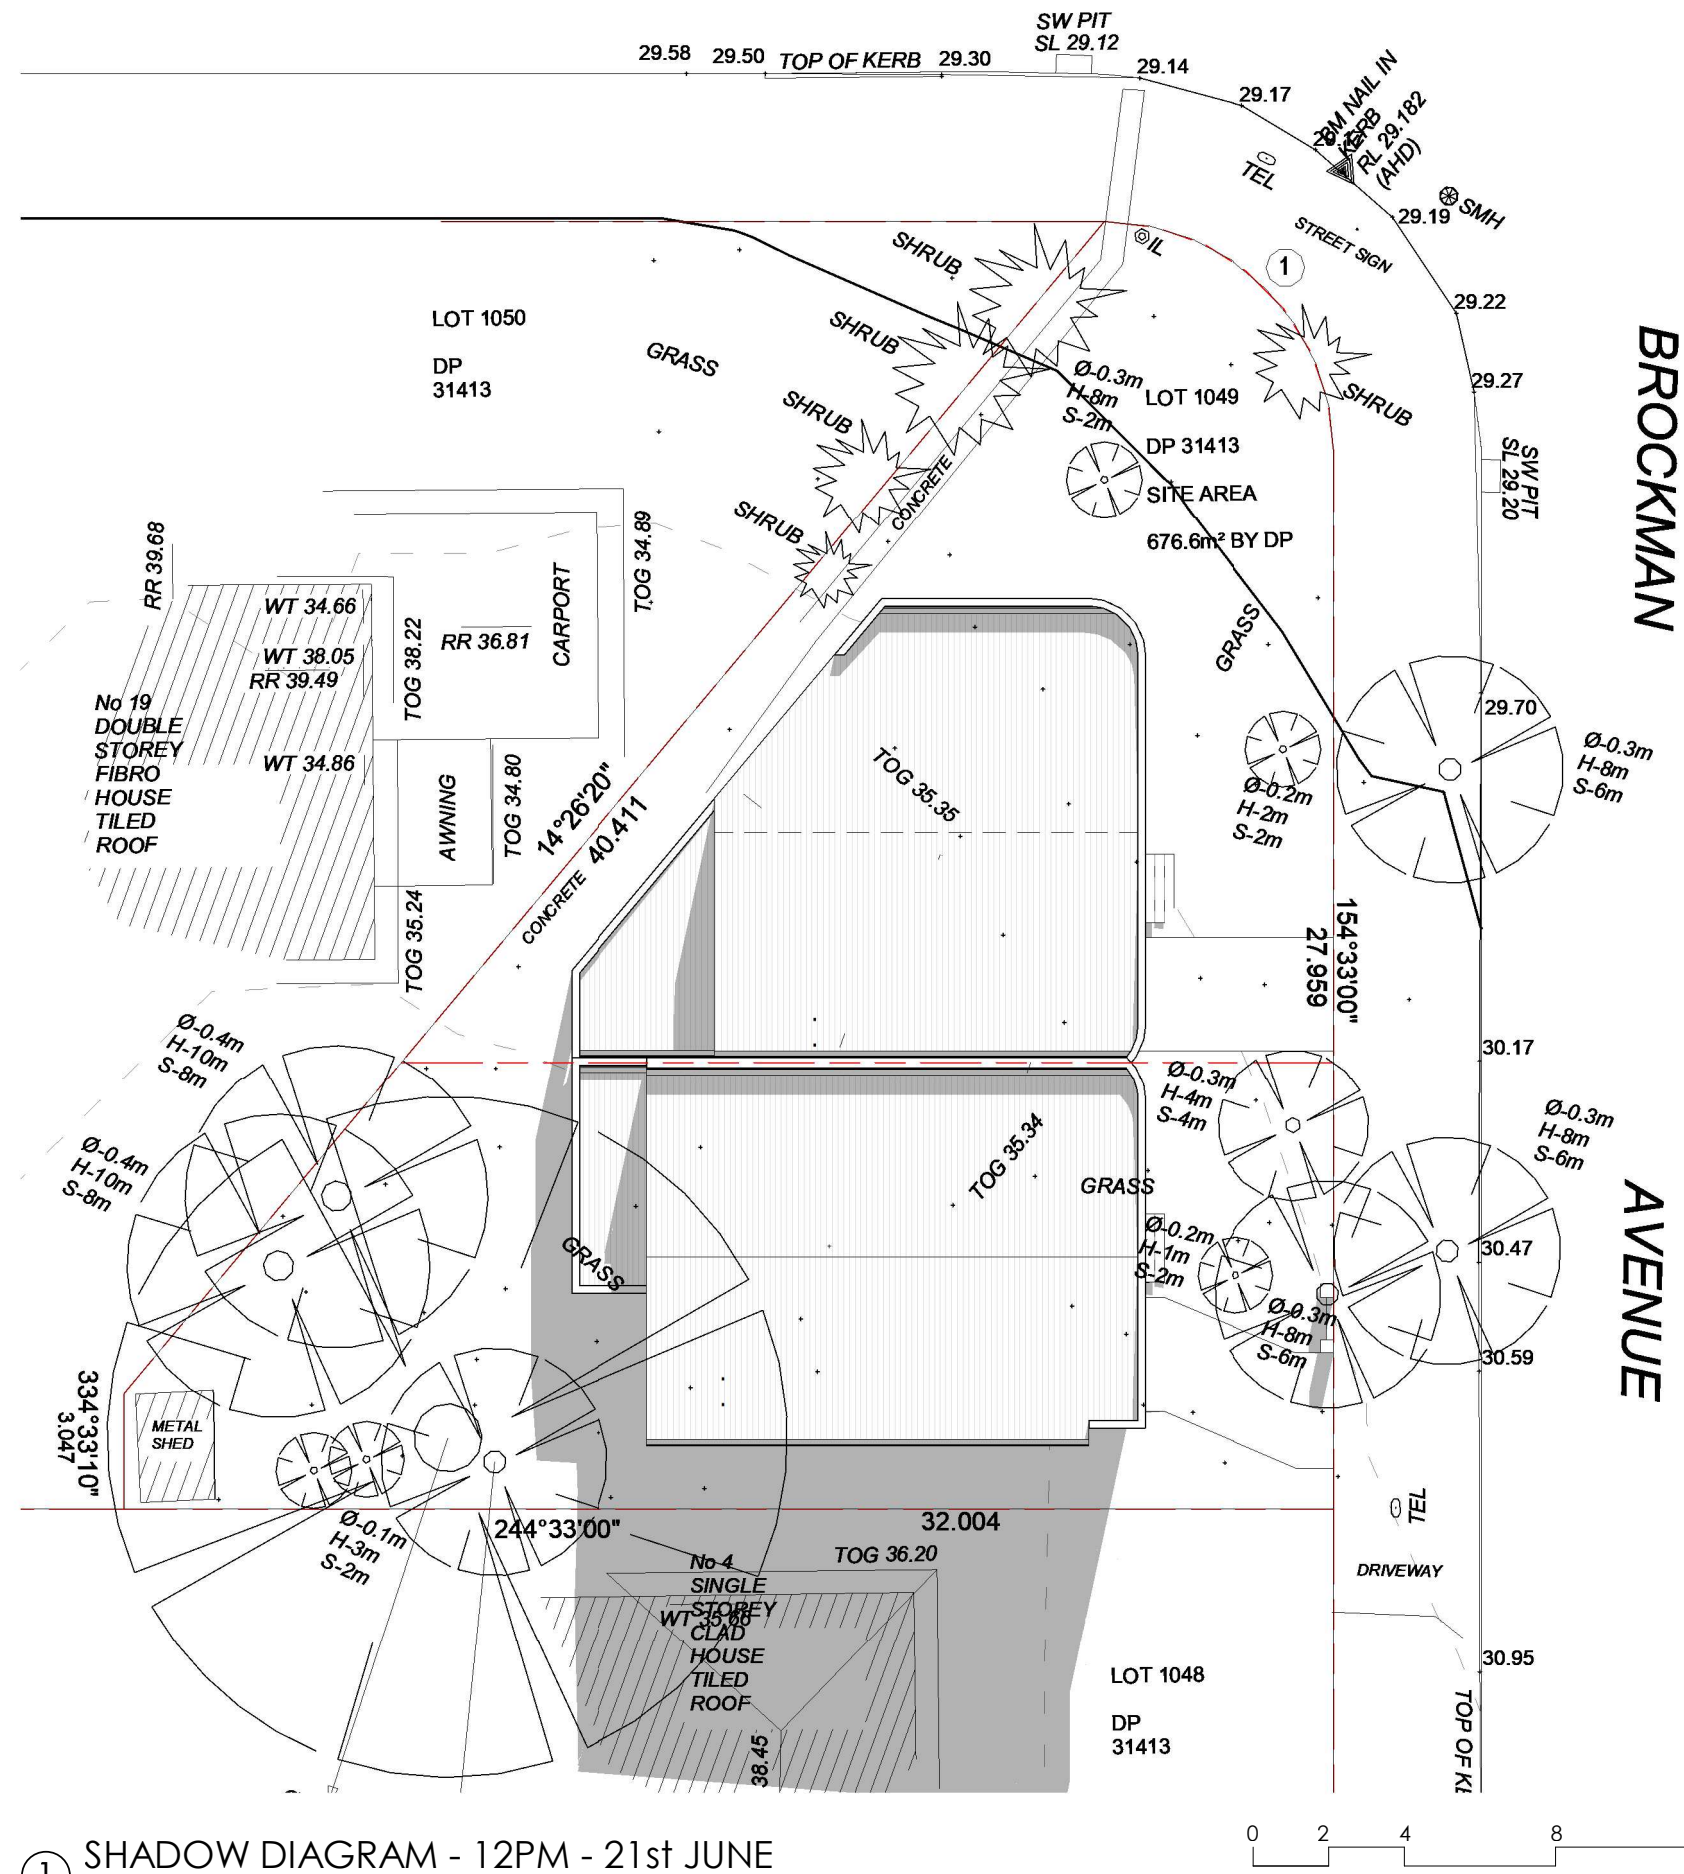 SW PIT
SL 29.12
29.58
29.50
TOP OF KERB
29.30
29.14
29.17
BM NAIL IN
KERB
RL 29.182
(AHD)
TEL
SMH
29.19
STREET SIGN
IL
1
29.22
SHRUB
SHRUB
SHRUB
SHRUB
SHRUB
LOT 1050
DP
31413
GRASS
Ø-0.3m
H-8m
S-2m
LOT 1049
DP 31413
SITE AREA
676.6m² BY DP
29.27
SW PIT
SL 29.20
BROCKMAN
CONCRETE
RR 39.68
WT 34.66
WT 38.05
RR 39.49
TOG 38.22
RR 36.81
CARPORT
TOG 34.89
GRASS
No 19
DOUBLE
STOREY
FIBRO
HOUSE
TILED
ROOF
WT 34.86
AWNING
TOG 34.80
TOG 35.24
14°26'20"
40.411
CONCRETE
TOG 35.35
29.70
Ø-0.3m
H-8m
S-6m
Ø-0.2m
H-2m
S-2m
154°33'00"
27.959
Ø-0.4m
H-10m
S-8m
Ø-0.4m
H-10m
S-8m
30.17
Ø-0.3m
H-4m
S-4m
Ø-0.3m
H-8m
S-6m
TOG 35.34
GRASS
GRASS
Ø-0.2m
H-1m
S-2m
30.47
Ø-0.3m
H-8m
S-6m
30.59
AVENUE
334°33'10"
3.047
METAL
SHED
Ø-0.1m
H-3m
S-2m
244°33'00"
32.004
TEL
DRIVEWAY
No 4
SINGLE
STOREY
CLAD
HOUSE
TILED
ROOF
TOG 36.20
WT 35.66
38.45
LOT 1048
DP
31413
30.95
TOP OF KE
1
SHADOW DIAGRAM - 12PM - 21st JUNE
0 2 4 8